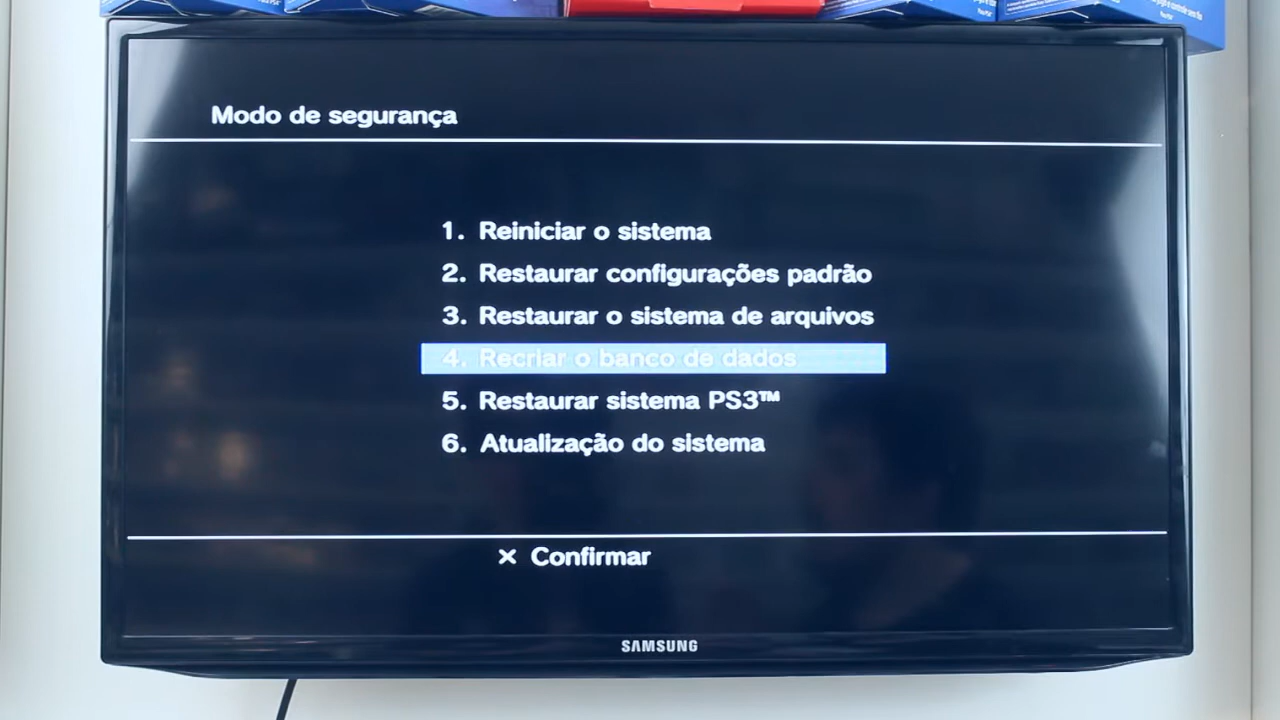 Modo de segurança
1. Reiniciar o sistema
2. Restaurar configurações padrão
3. Restaurar o sistema de arquivos
4. Recriar o banco de dados
5. Restaurar sistema PS3™
6. Atualização do sistema
✕ Confirmar
SAMSUNG